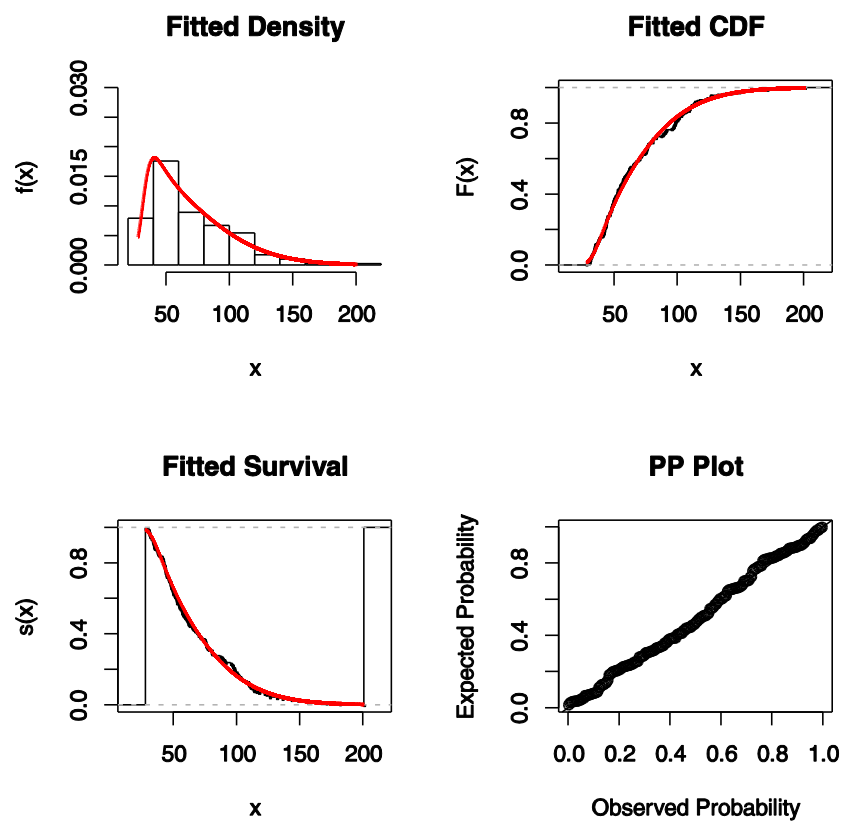 Fitted Density
f(x)
0.000 0.015 0.030
50 100 150 200
x
Fitted CDF
F(x)
0.0 0.4 0.8
50 100 150 200
x
Fitted Survival
s(x)
0.0 0.4 0.8
50 100 150 200
x
PP Plot
Expected Probability
0.0 0.4 0.8
0.0 0.2 0.4 0.6 0.8 1.0
Observed Probability